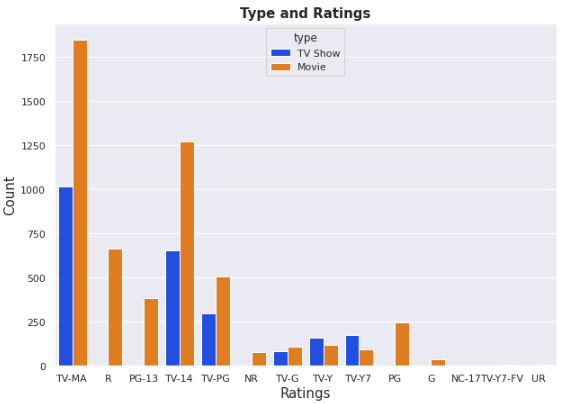 Type and Ratings
type
TV Show
Movie
Count
1750
1500
1250
1000
750
500
250
0
TV-MA R PG-13 TV-14 TV-PG NR TV-G TV-Y TV-Y7 PG G NC-17 TV-Y7-FV UR
Ratings